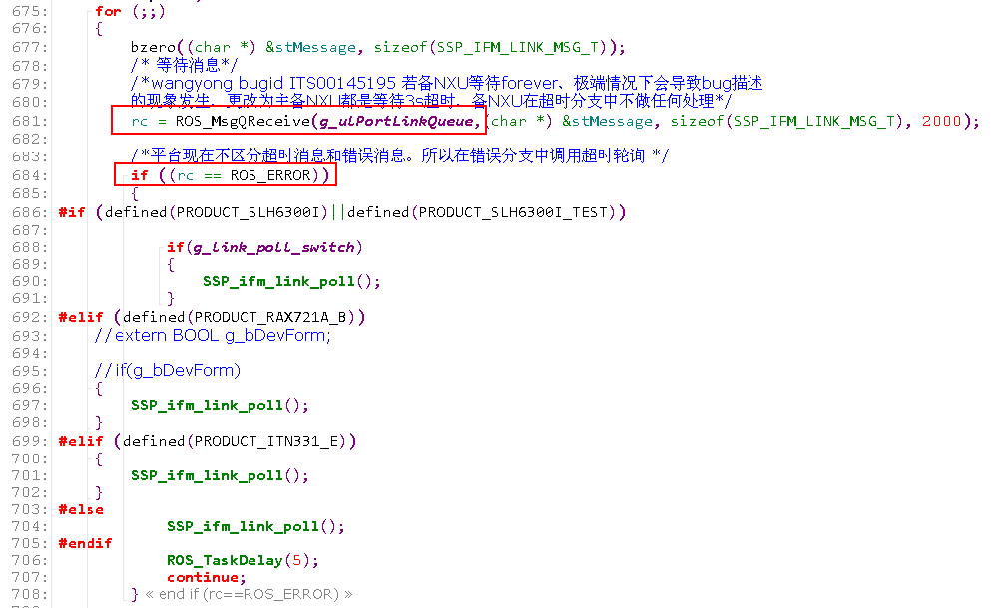 675: for (;;)
676: {
677: bzero((char *) &stMessage, sizeof(SSP_IFM_LINK_MSG_T));
678: /* 等待消息*/
679: /*wangyong bugid ITS00145195 若备NXU等待forever、极端情况下会导致bug描述
680: 的现象发生，更改为主备NXU都是等待3s超时，备NXU在超时分支中不做任何处理*/
681: rc = ROS_MsgQReceive(g_ulPortLinkQueue, (char *) &stMessage, sizeof(SSP_IFM_LINK_MSG_T), 2000);
682:
683: /*平台现在不区分超时消息和错误消息。所以在错误分支中调用超时轮询 */
684: if ((rc == ROS_ERROR))
685: {
686: #if (defined(PRODUCT_SLH6300I)||defined(PRODUCT_SLH6300I_TEST))
687:
688: if(g_link_poll_switch)
689: {
690: SSP_ifm_link_poll();
691: }
692: #elif (defined(PRODUCT_RAX721A_B))
693: //extern BOOL g_bDevForm;
694:
695: //if(g_bDevForm)
696: {
697: SSP_ifm_link_poll();
698: }
699: #elif (defined(PRODUCT_ITN331_E))
700: {
701: SSP_ifm_link_poll();
702: }
703: #else
704: SSP_ifm_link_poll();
705: #endif
706: ROS_TaskDelay(5);
707: continue;
708: } « end if (rc==ROS_ERROR) »